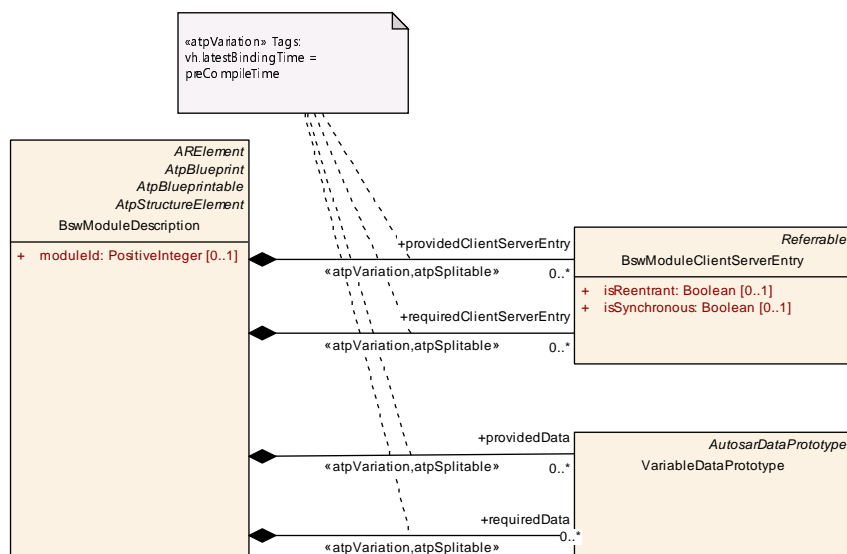 «atpVariation» Tags:
vh.latestBindingTime =
preCompileTime
ARElement
AtpBlueprint
AtpBlueprintable
AtpStructureElement
BswModuleDescription
+ moduleId: PositiveInteger [0..1]
+providedClientServerEntry
«atpVariation,atpSplitable»
0..*
+requiredClientServerEntry
«atpVariation,atpSplitable»
0..*
Referrable
BswModuleClientServerEntry
+ isReentrant: Boolean [0..1]
+ isSynchronous: Boolean [0..1]
+providedData
«atpVariation,atpSplitable»
0..*
+requiredData
«atpVariation,atpSplitable»
0..*
AutosarDataPrototype
VariableDataPrototype